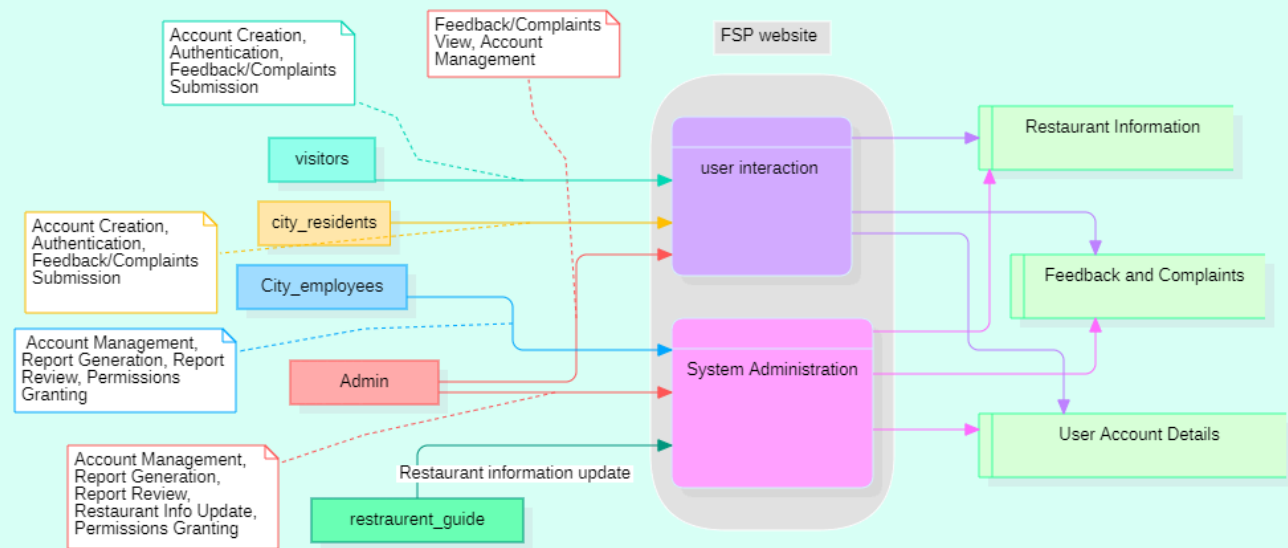 Account Creation,
Authentication,
Feedback/Complaints
Submission
Feedback/Complaints
View, Account
Management
FSP website
visitors
user interaction
Restaurant Information
city_residents
Account Creation,
Authentication,
Feedback/Complaints
Submission
City_employees
Feedback and Complaints
Account Management,
Report Generation, Report
Review, Permissions
Granting
Admin
System Administration
User Account Details
Account Management,
Report Generation,
Report Review,
Restaurant Info Update,
Permissions Granting
Restaurant information update
restraurent_guide